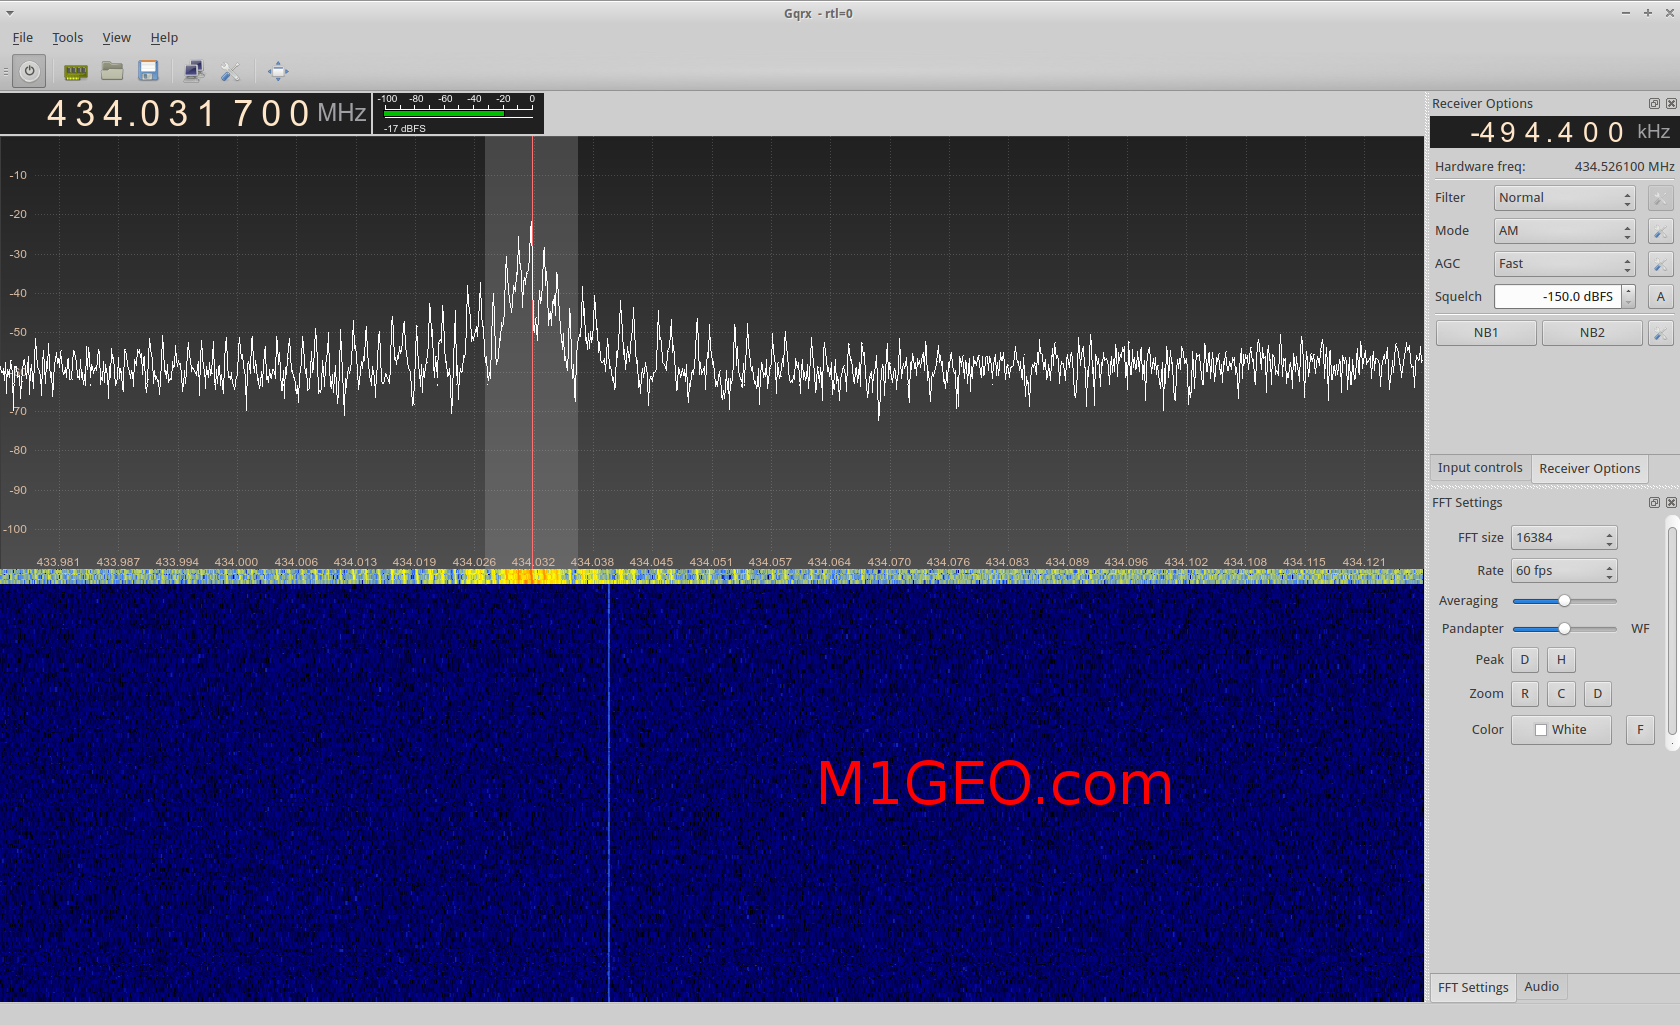 Gqrx - rtl=0
File Tools View Help
434.031 700 MHz
-100 -80 -60 -40 -20 0
-17 dBFS
-10
-20
-30
-40
-50
-60
-70
-80
-90
-100
433.981 433.987 433.994 434.000 434.006 434.013 434.019 434.026 434.032 434.038 434.045 434.051 434.057 434.064 434.070 434.076 434.083 434.089 434.096 434.102 434.108 434.115 434.121
M1GEO.com
Receiver Options
-494.400 kHz
Hardware freq: 434.526100 MHz
Filter Normal
Mode AM
AGC Fast
Squelch -150.0 dBFS A
NB1 NB2
Input controls Receiver Options
FFT Settings
FFT size 16384
Rate 60 fps
Averaging
Pandapter WF
Peak D H
Zoom R C D
Color White F
FFT Settings Audio